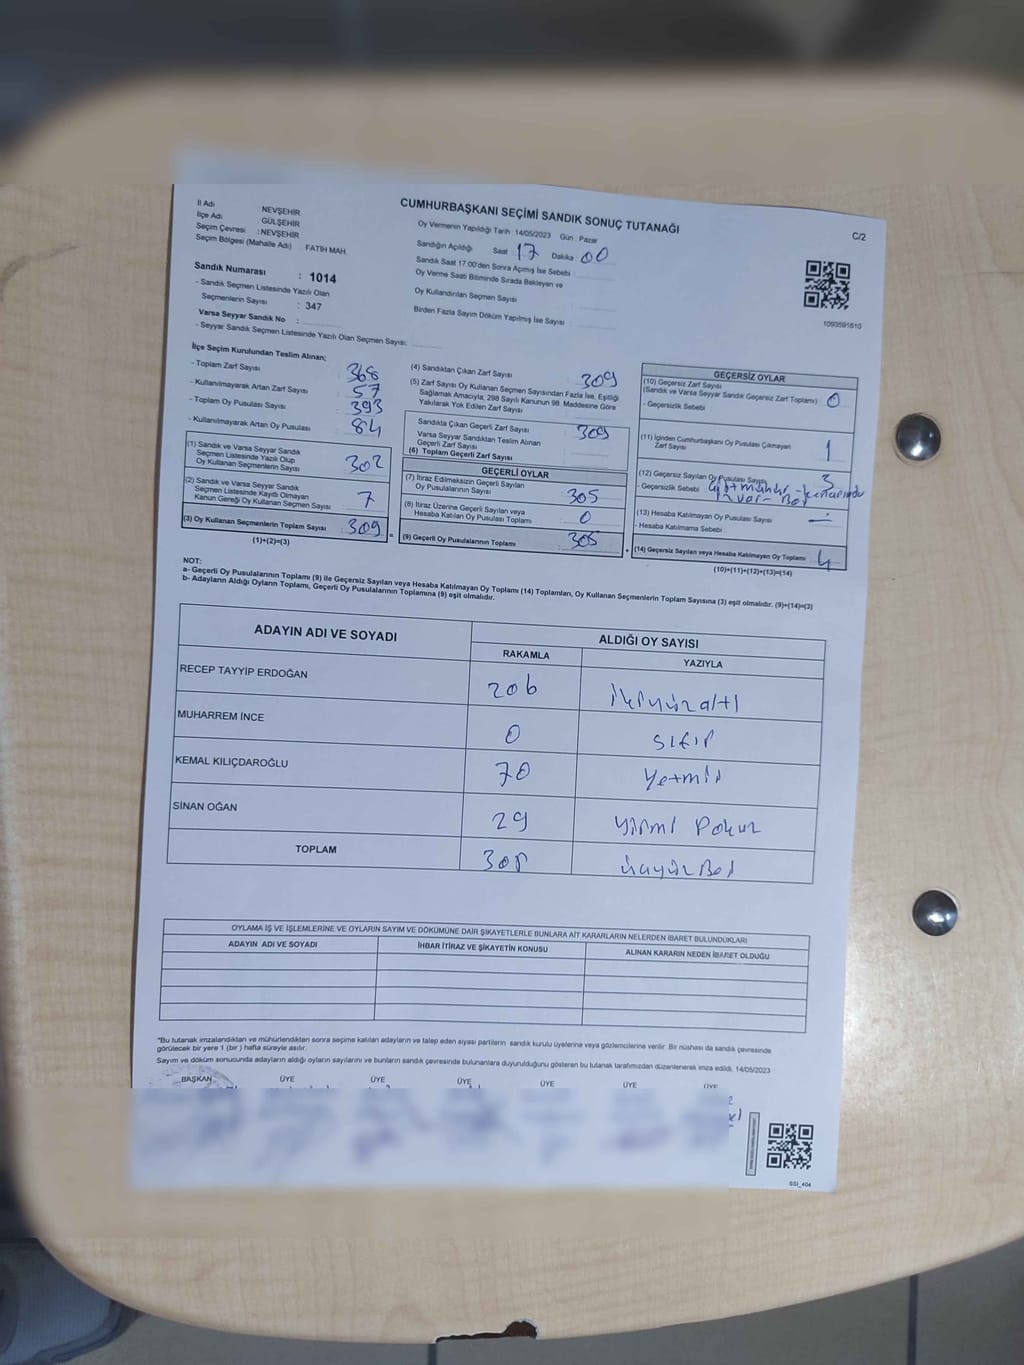 CUMHURBAŞKANI SEÇİMİ SANDIK SONUÇ TUTANAĞI
C/2
İl Adı : NEVŞEHİR
İlçe Adı : GÜLŞEHİR
Seçim Çevresi : NEVŞEHİR
Seçim Bölgesi (Mahalle Adı) : FATİH MAH.
Sandık Numarası : 1014
- Sandık Seçmen Listesinde Yazılı Olan
Seçmenlerin Sayısı : 347
Varsa Seyyar Sandık No :
- Seyyar Sandık Seçmen Listesinde Yazılı Olan Seçmen Sayısı:
Oy Vermenin Yapıldığı Tarih :14/05/2023 Gün : Pazar
Sandığın Açıldığı Saat 17 Dakika 00
Sandık Saat 17:00'den Sonra Açılmış İse Sebebi :
Oy Verme Saati Bitiminde Sırada Bekleyen ve
Oy Kullandırılan Seçmen Sayısı :
Birden Fazla Sayım Döküm Yapılmış İse Sayısı :
1093591610
İlçe Seçim Kurulundan Teslim Alınan;
- Toplam Zarf Sayısı : 368
- Kullanılmayarak Artan Zarf Sayısı : 57
- Toplam Oy Pusulası Sayısı : 393
- Kullanılmayarak Artan Oy Pusulası : 84
(1) Sandık ve Varsa Seyyar Sandık
Seçmen Listesinde Yazılı Olup
Oy Kullanan Seçmenlerin Sayısı : 302
(2) Sandık ve Varsa Seyyar Sandık
Seçmen Listesinde Kayıtlı Olmayan
Kanun Gereği Oy Kullanan Seçmen Sayısı : 7
(3) Oy Kullanan Seçmenlerin Toplam Sayısı : 309
(1)+(2)=(3)
(4) Sandıktan Çıkan Zarf Sayısı : 309
(5) Zarf Sayısı Oy Kullanan Seçmen Sayısından Fazla İse, Eşitliği
Sağlamak Amacıyla; 298 Sayılı Kanunun 98. Maddesine Göre
Yakılarak Yok Edilen Zarf Sayısı :
Sandıkta Çıkan Geçerli Zarf Sayısı : 309
Varsa Seyyar Sandıktan Teslim Alınan
Geçerli Zarf Sayısı :
(6) Toplam Geçerli Zarf Sayısı :
GEÇERLİ OYLAR
(7) İtiraz Edilmeksizin Geçerli Sayılan
Oy Pusulalarının Sayısı : 305
(8) İtiraz Üzerine Geçerli Sayılan veya
Hesaba Katılan Oy Pusulası Toplamı : 0
(9) Geçerli Oy Pusulalarının Toplamı : 305
GEÇERSİZ OYLAR
(10) Geçersiz Zarf Sayısı
(Sandık ve Varsa Seyyar Sandık Geçersiz Zarf Toplamı) : 0
- Geçersizlik Sebebi :
(11) İçinden Cumhurbaşkanı Oy Pusulası Çıkmayan
Zarf Sayısı : 1
(12) Geçersiz Sayılan Oy Pusulası Sayısı : 3
- Geçersizlik Sebebi :
(13) Hesaba Katılmayan Oy Pusulası Sayısı : —
- Hesaba Katılmama Sebebi :
(14) Geçersiz Sayılan veya Hesaba Katılmayan Oy Toplamı : 4
(10)+(11)+(12)+(13)=(14)
NOT:
a- Geçerli Oy Pusulalarının Toplamı (9) ile Geçersiz Sayılan veya Hesaba Katılmayan Oy Toplamı (14) Toplamları, Oy Kullanan Seçmenlerin Toplam Sayısına (3) eşit olmalıdır. (9)+(14)=(3)
b- Adayların Aldığı Oyların Toplamı, Geçerli Oy Pusulalarının Toplamına (9) eşit olmalıdır.
ADAYIN ADI VE SOYADI ALDIĞI OY SAYISI
RAKAMLA YAZIYLA
RECEP TAYYİP ERDOĞAN 206 ikiyüzaltı
MUHARREM İNCE 0 sıfır
KEMAL KILIÇDAROĞLU 70 Yetmiş
SİNAN OĞAN 29 yirmi Dokuz
TOPLAM 305 üçyüzBeş
OYLAMA İŞ VE İŞLEMLERİNE VE OYLARIN SAYIM VE DÖKÜMÜNE DAİR ŞİKAYETLERLE BUNLARA AİT KARARLARIN NELERDEN İBARET BULUNDUKLARI
ADAYIN ADI VE SOYADI İHBAR İTİRAZ VE ŞİKAYETİN KONUSU ALINAN KARARIN NEDEN İBARET OLDUĞU
*Bu tutanak imzalandıktan ve mühürlendikten sonra seçime katılan adayların ve talep eden siyasi partilerin sandık kurulu üyelerine veya gözlemcilerine verilir. Bir nüshası da sandık çevresinde
görülecek bir yere 1 (bir ) hafta süreyle asılır.
Sayım ve döküm sonucunda adayların aldığı oyların sayılarını ve bunların sandık çevresinde bulunanlara duyurulduğunu gösteren bu tutanak tarafımızdan düzenlenerek imza edildi. 14/05/2023
BAŞKAN ÜYE ÜYE ÜYE ÜYE ÜYE ÜYE
SSI_404